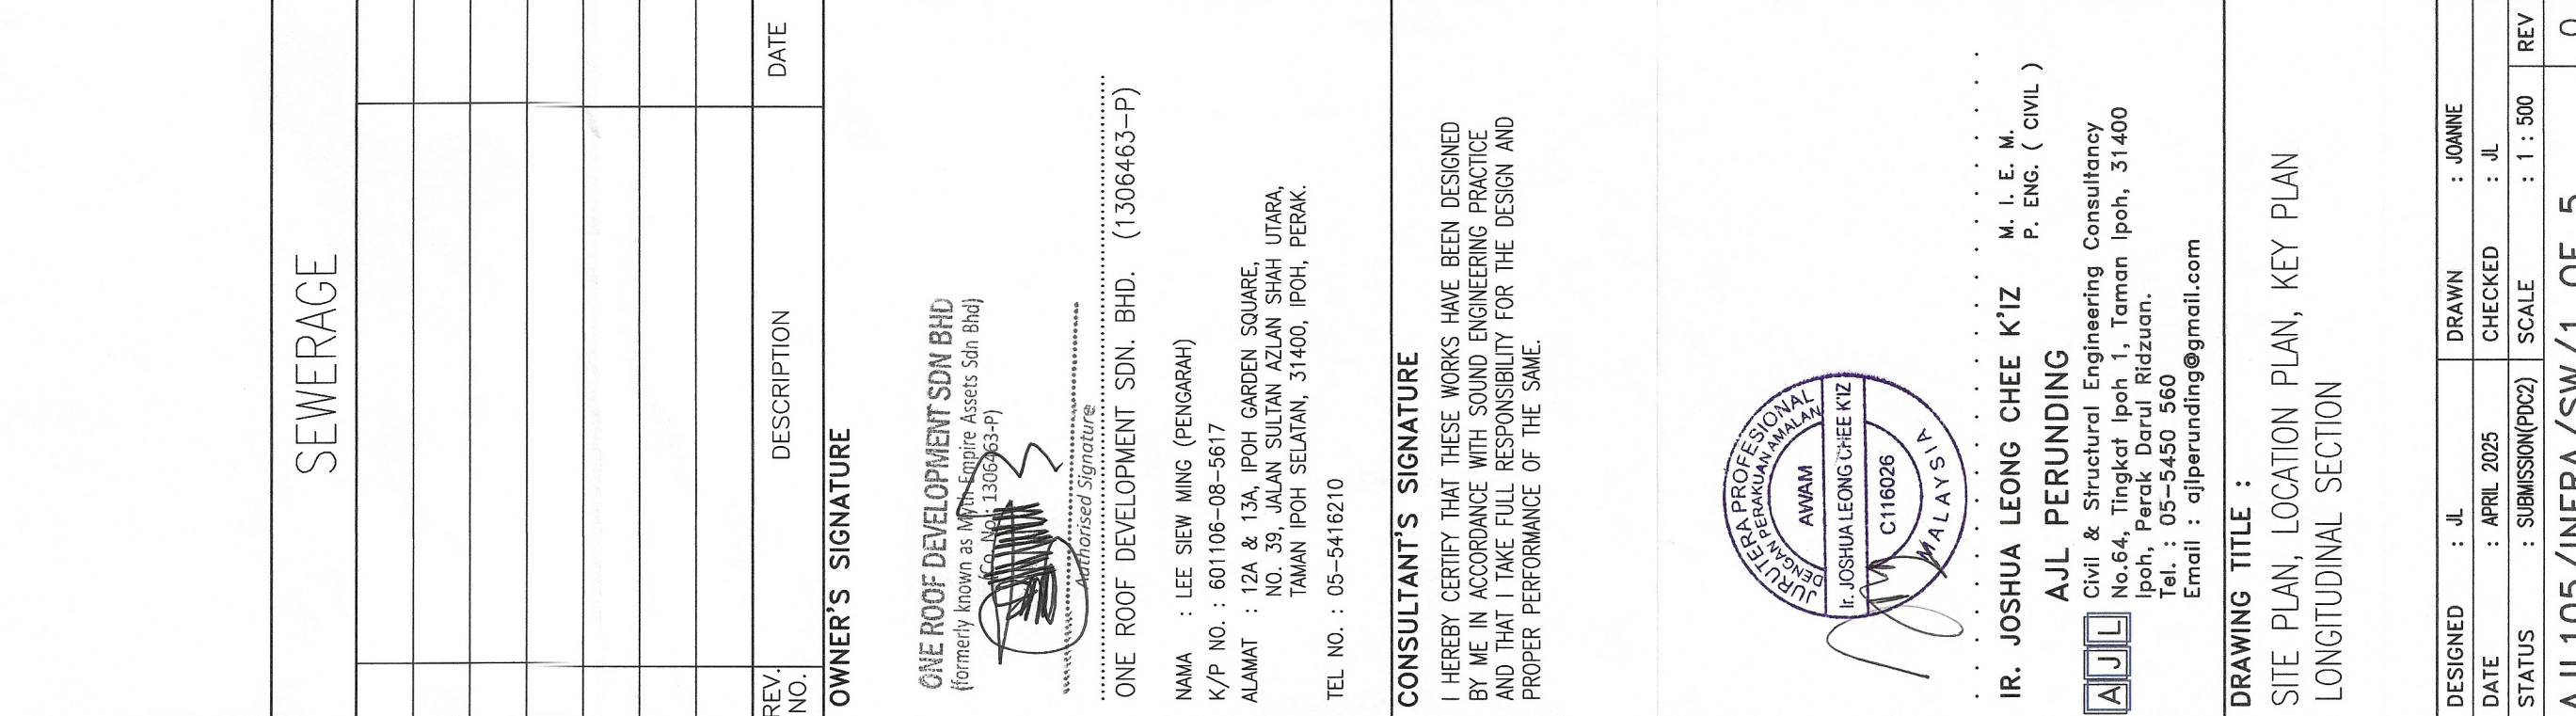 SEWERAGE
REV. NO. DESCRIPTION DATE
OWNER'S SIGNATURE
ONE ROOF DEVELOPMENT SDN BHD
(formerly known as Myth Empire Assets Sdn Bhd)
(Co. No.: 1306463-P)
Authorised Signature
ONE ROOF DEVELOPMENT SDN. BHD. (1306463-P)
NAMA : LEE SIEW MING (PENGARAH)
K/P NO. : 601106-08-5617
ALAMAT : 12A & 13A, IPOH GARDEN SQUARE,
NO. 39, JALAN SULTAN AZLAN SHAH UTARA,
TAMAN IPOH SELATAN, 31400, IPOH, PERAK.
TEL NO. : 05-5416210
CONSULTANT'S SIGNATURE
I HEREBY CERTIFY THAT THESE WORKS HAVE BEEN DESIGNED
BY ME IN ACCORDANCE WITH SOUND ENGINEERING PRACTICE
AND THAT I TAKE FULL RESPONSIBILITY FOR THE DESIGN AND
PROPER PERFORMANCE OF THE SAME.
JURUTERA PROFESIONAL
DENGAN PERAKUAN AMALAN
AWAM
Ir. JOSHUA LEONG CHEE K'IZ
C116026
MALAYSIA
IR. JOSHUA LEONG CHEE K'IZ M. I. E. M.
P. ENG. ( CIVIL )
AJL PERUNDING
AJL
Civil & Structural Engineering Consultancy
No.64, Tingkat Ipoh 1, Taman Ipoh, 31400
Ipoh, Perak Darul Ridzuan.
Tel. : 05-5450 560
Email : ajlperunding@gmail.com
DRAWING TITLE :
SITE PLAN, LOCATION PLAN, KEY PLAN
LONGITUDINAL SECTION
DESIGNED : JL DRAWN : JOANNE
DATE : APRIL 2025 CHECKED : JL
STATUS : SUBMISSION(PDC2) SCALE : 1 : 500 REV
AJL105/INFRA/SW/1 OF 5 0